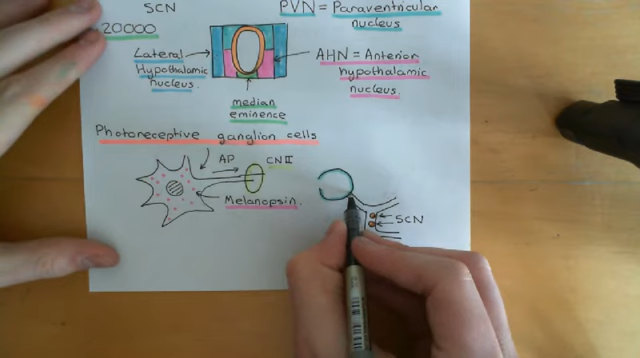 SCN
20000
PVN = Paraventricular
nucleus
Lateral
Hypothalamic
nucleus.
AHN = Anterior
hypothalamic
nucleus.
median
eminence
Photoreceptive ganglion cells
AP
CN II
Melanopsin.
SCN